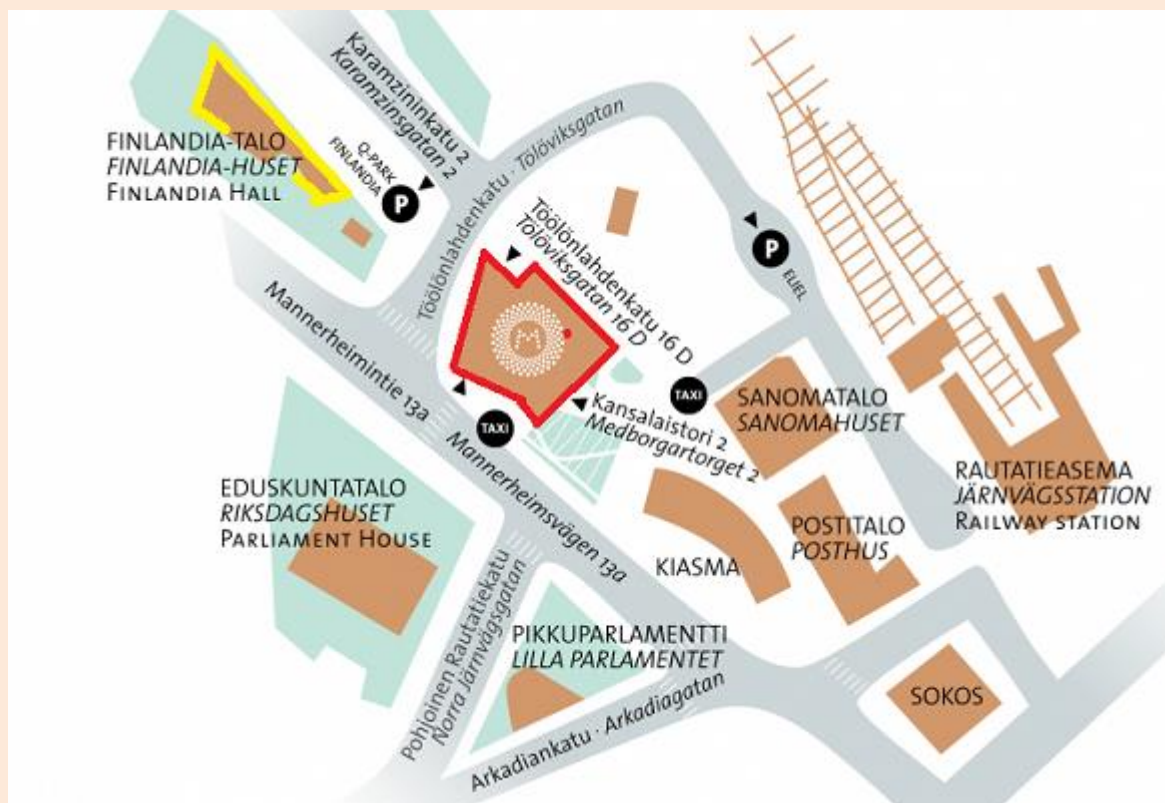 Karamzininkatu 2
Karamzinsgatan 2
FINLANDIA-TALO
FINLANDIA-HUSET
FINLANDIA HALL
Q-PARK
FINLANDIA
P
Töölönlahdenkatu · Tölöviksgatan
Töölönlahdenkatu 16 D
Tölöviksgatan 16 D
P
ELIEL
M
Mannerheimintie 13a
Mannerheimsvägen 13a
TAXI
TAXI
Kansalaistori 2
Medborgartorget 2
SANOMATALO
SANOMAHUSET
RAUTATIEASEMA
JÄRNVÄGSSTATION
RAILWAY STATION
EDUSKUNTATALO
RIKSDAGSHUSET
PARLIAMENT HOUSE
POSTITALO
POSTHUS
KIASMA
Pohjoinen Rautatiekatu
Norra Järnvägsgatan
PIKKUPARLAMENTTI
LILLA PARLAMENTET
Arkadiankatu · Arkadiagatan
SOKOS